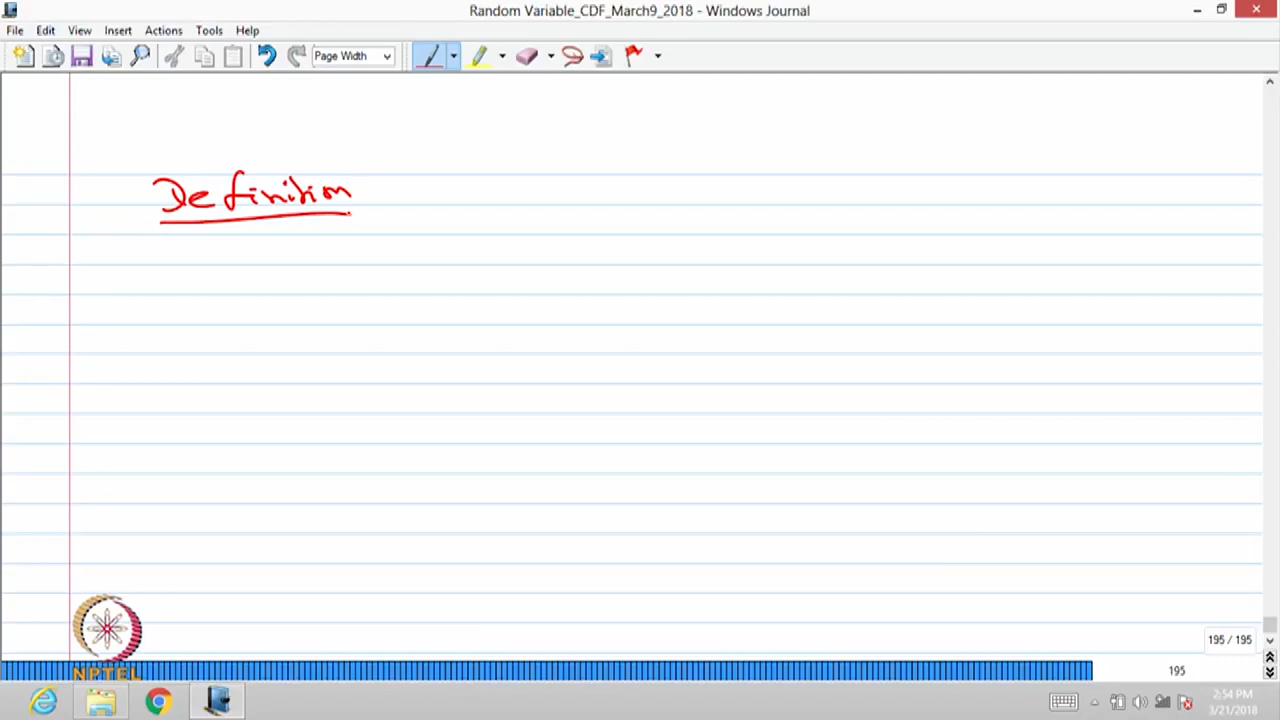 Random Variable_CDF_March9_2018 - Windows Journal
File Edit View Insert Actions Tools Help
Page Width
Definition
195 / 195
NPTEL
195
2:54 PM
3/21/2018